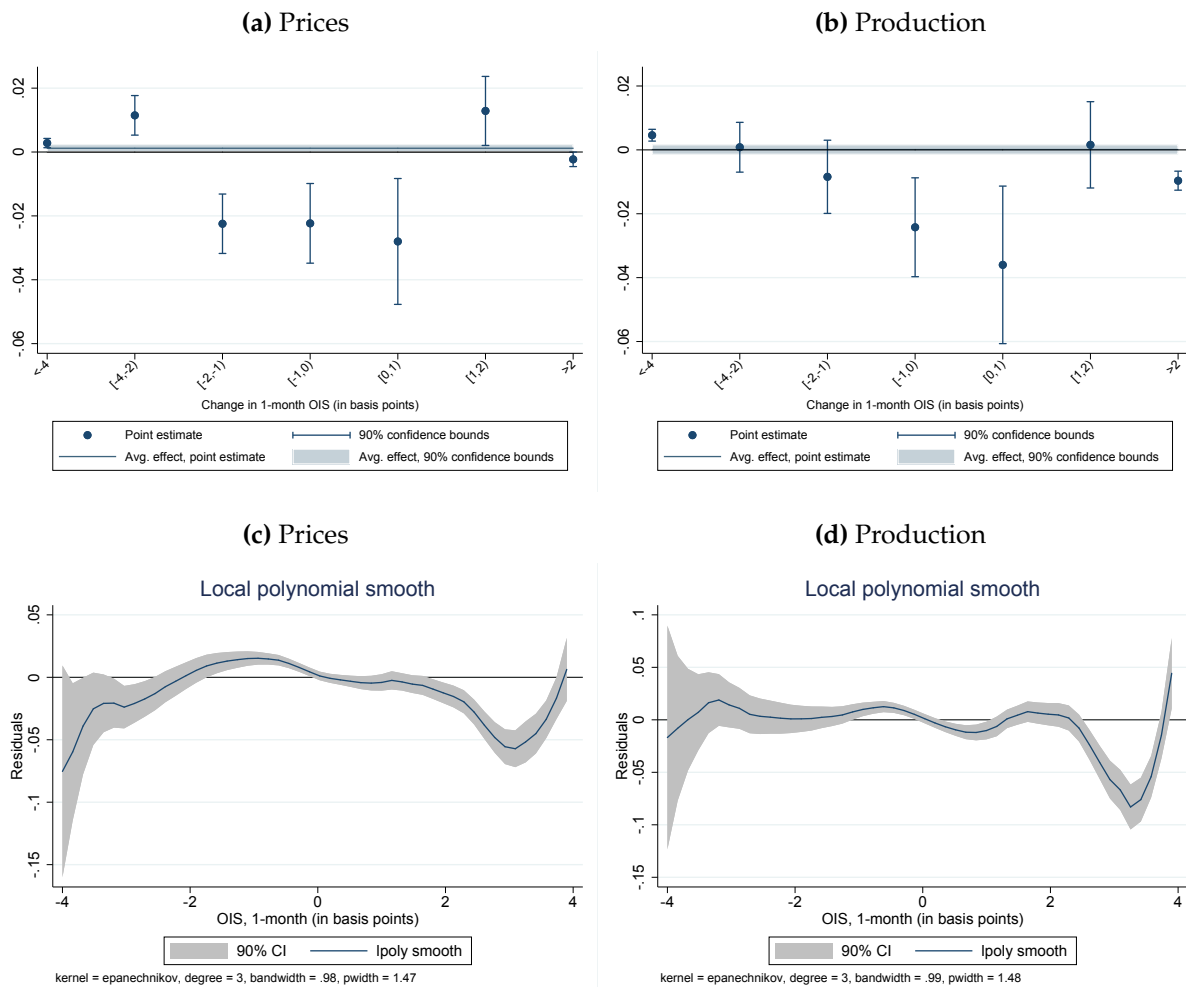 (a) Prices
.02
0
-.02
-.04
-.06
<-4
[-4,-2)
[-2,-1)
[-1,0)
[0,1)
[1,2)
>2
Change in 1-month OIS (in basis points)
Point estimate
90% confidence bounds
Avg. effect, point estimate
Avg. effect, 90% confidence bounds
(b) Production
.02
0
-.02
-.04
-.06
<-4
[-4,-2)
[-2,-1)
[-1,0)
[0,1)
[1,2)
>2
Change in 1-month OIS (in basis points)
Point estimate
90% confidence bounds
Avg. effect, point estimate
Avg. effect, 90% confidence bounds
(c) Prices
Local polynomial smooth
Residuals
.05
0
-.05
-.1
-.15
-4
-2
0
2
4
OIS, 1-month (in basis points)
90% CI
lpoly smooth
kernel = epanechnikov, degree = 3, bandwidth = .98, pwidth = 1.47
(d) Production
Local polynomial smooth
Residuals
.1
.05
0
-.05
-.1
-.15
-4
-2
0
2
4
OIS, 1-month (in basis points)
90% CI
lpoly smooth
kernel = epanechnikov, degree = 3, bandwidth = .99, pwidth = 1.48